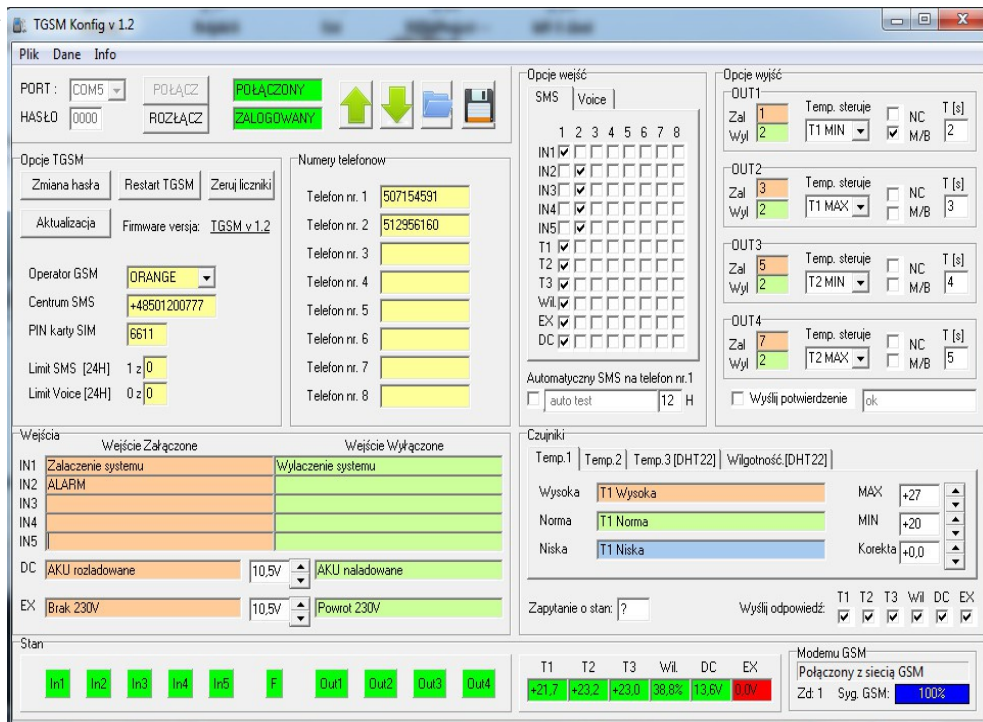 TGSM Konfig v 1.2
Plik Dane Info
PORT : COM5 POŁĄCZ POŁĄCZONY
HASŁO 0000 ROZŁĄCZ ZALOGOWANY
Opcje TGSM
Zmiana hasła Restart TGSM Zeruj liczniki
Aktualizacja Firmware versja: TGSM v 1.2
Operator GSM ORANGE
Centrum SMS +48501200777
PIN karty SIM 6611
Limit SMS [24H] 1 z 0
Limit Voice [24H] 0 z 0
Numery telefonow
Telefon nr. 1 507154591
Telefon nr. 2 512956160
Telefon nr. 3
Telefon nr. 4
Telefon nr. 5
Telefon nr. 6
Telefon nr. 7
Telefon nr. 8
Opcje wejść
SMS Voice
1 2 3 4 5 6 7 8
IN1
IN2
IN3
IN4
IN5
T1
T2
T3
Wil.
EX
DC
Automatyczny SMS na telefon nr.1
auto test 12 H
Opcje wyjść
OUT1
Zal 1 Temp. steruje NC T [s]
Wyl 2 T1 MIN M/B 2
OUT2
Zal 3 Temp. steruje NC T [s]
Wyl 2 T1 MAX M/B 3
OUT3
Zal 5 Temp. steruje NC T [s]
Wyl 2 T2 MIN M/B 4
OUT4
Zal 7 Temp. steruje NC T [s]
Wyl 2 T2 MAX M/B 5
Wyślij potwierdzenie ok
Wejścia
Wejście Załączone Wejście Wyłączone
IN1 Zalaczenie systemu Wylaczenie systemu
IN2 ALARM
IN3
IN4
IN5
DC AKU rozladowane 10,5V AKU naladowane
EX Brak 230V 10,5V Powrot 230V
Czujniki
Temp.1 Temp.2 Temp.3 [DHT22] Wilgotność.[DHT22]
Wysoka T1 Wysoka MAX +27
Norma T1 Norma MIN +20
Niska T1 Niska Korekta +0,0
Zapytanie o stan: ? Wyślij odpowiedź: T1 T2 T3 Wil DC EX
Stan
In1 In2 In3 In4 In5 F Out1 Out2 Out3 Out4
T1 T2 T3 Wil. DC EX
+21,7 +23,2 +23,0 38,8% 13,6V 0,0V
Modemu GSM
Połączony z siecią GSM
Zd: 1 Syg. GSM: 100%